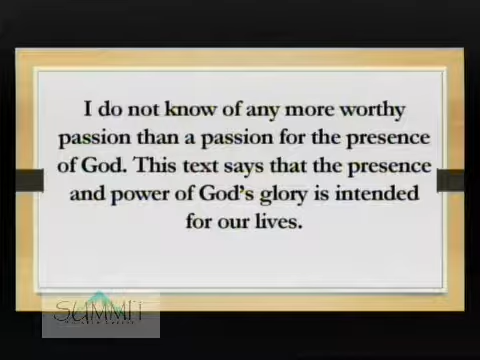 I do not know of any more worthy
passion than a passion for the presence
of God. This text says that the presence
and power of God's glory is intended
for our lives.
SUMMIT